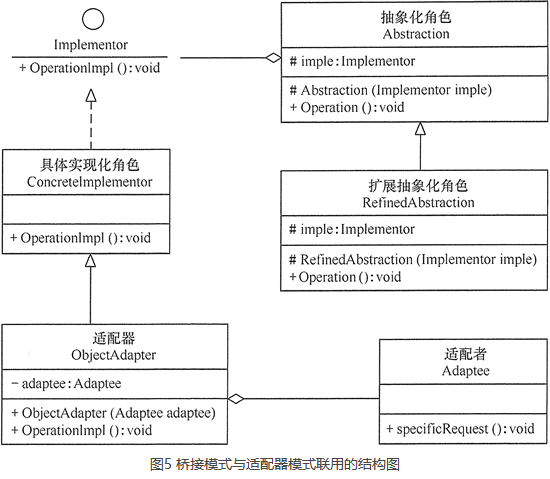 Implementor
+ OperationImpl ( ) : void
抽象化角色
Abstraction
# imple : Implementor
# Abstraction (Implementor imple)
+ Operation ( ) : void
具体实现化角色
ConcreteImplementor
+ OperationImpl ( ) : void
扩展抽象化角色
RefinedAbstraction
# imple : Implementor
# RefinedAbstraction (Implementor imple)
+ Operation ( ) : void
适配器
ObjectAdapter
− adaptee : Adaptee
+ ObjectAdapter (Adaptee adaptee)
+ OperationImpl ( ) : void
适配者
Adaptee
+ specificRequest ( ) : void
图5 桥接模式与适配器模式联用的结构图